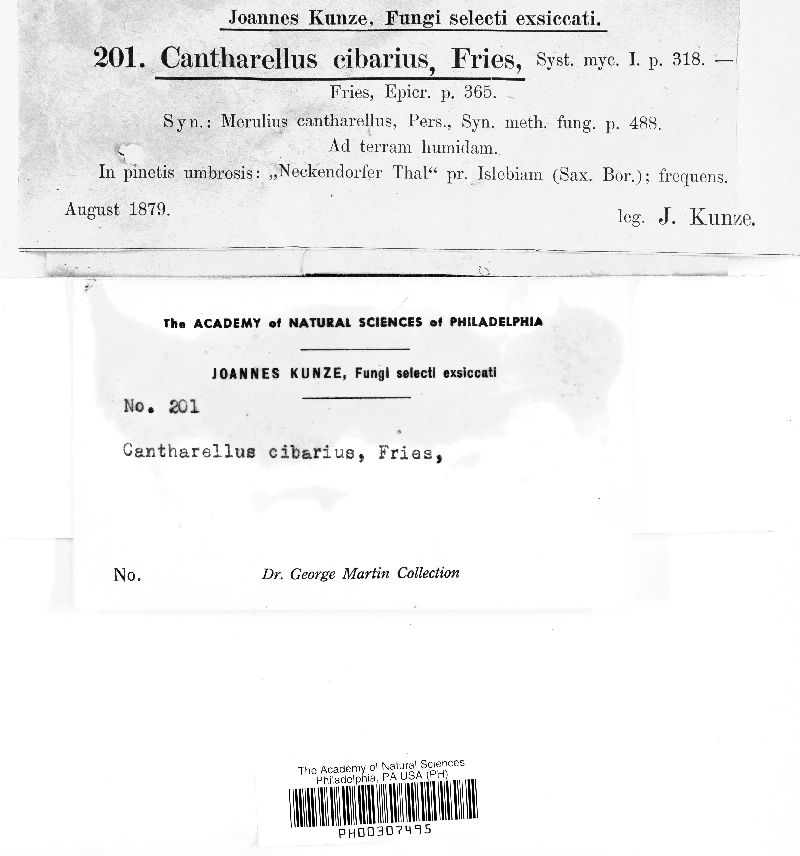 Joannes Kunze, Fungi selecti exsiccati.
201. Cantharellus cibarius, Fries, Syst. myc. I. p. 318. —
Fries, Epicr. p. 365.
Syn.: Merulius cantharellus, Pers., Syn. meth. fung. p. 488.
Ad terram humidam.
In pinetis umbrosis: „Neckendorfer Thal“ pr. Islebiam (Sax. Bor.); frequens.
August 1879.
leg. J. Kunze.
The ACADEMY of NATURAL SCIENCES of PHILADELPHIA
JOANNES KUNZE, Fungi selecti exsiccati
No. 201
Cantharellus cibarius, Fries,
No.
Dr. George Martin Collection
The Academy of Natural Sciences
Philadelphia, PA USA (PH)
PH00307495